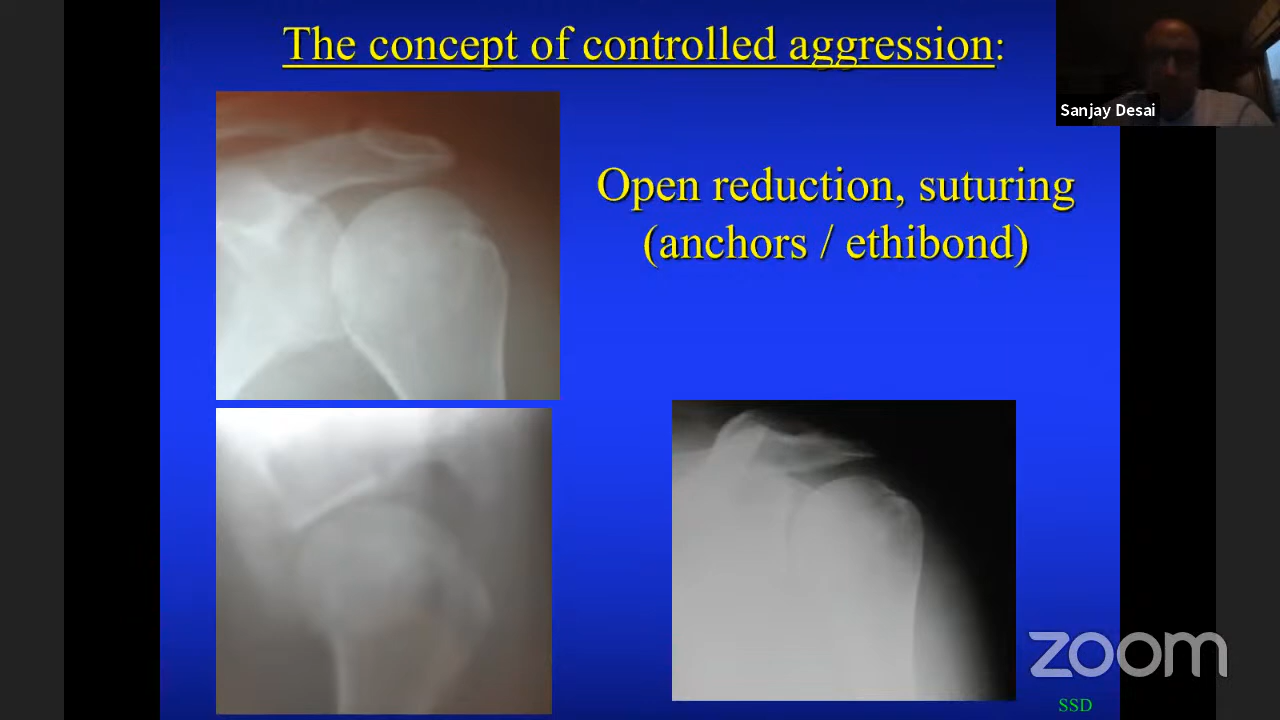 The concept of controlled aggression:
Sanjay Desai
Open reduction, suturing
(anchors / ethibond)
zoom
SSD